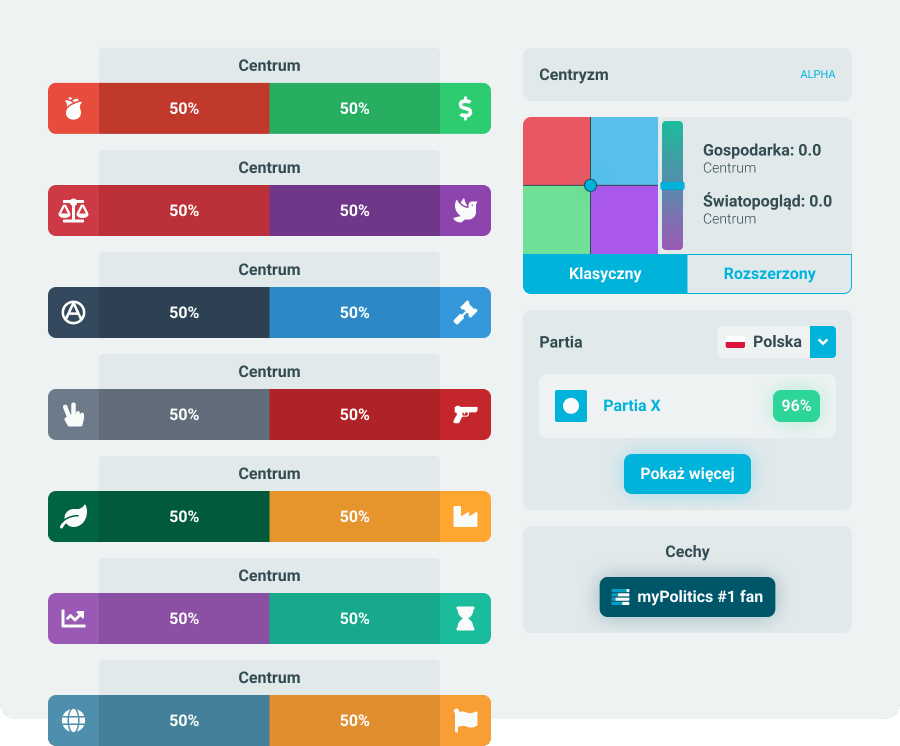 Centrum
50% 50%
Centrum
50% 50%
Centrum
50% 50%
Centrum
50% 50%
Centrum
50% 50%
Centrum
50% 50%
Centrum
50% 50%
Centryzm ALPHA
Gospodarka: 0.0
Centrum
Światopogląd: 0.0
Centrum
Klasyczny Rozszerzony
Partia Polska
Partia X 96%
Pokaż więcej
Cechy
myPolitics #1 fan